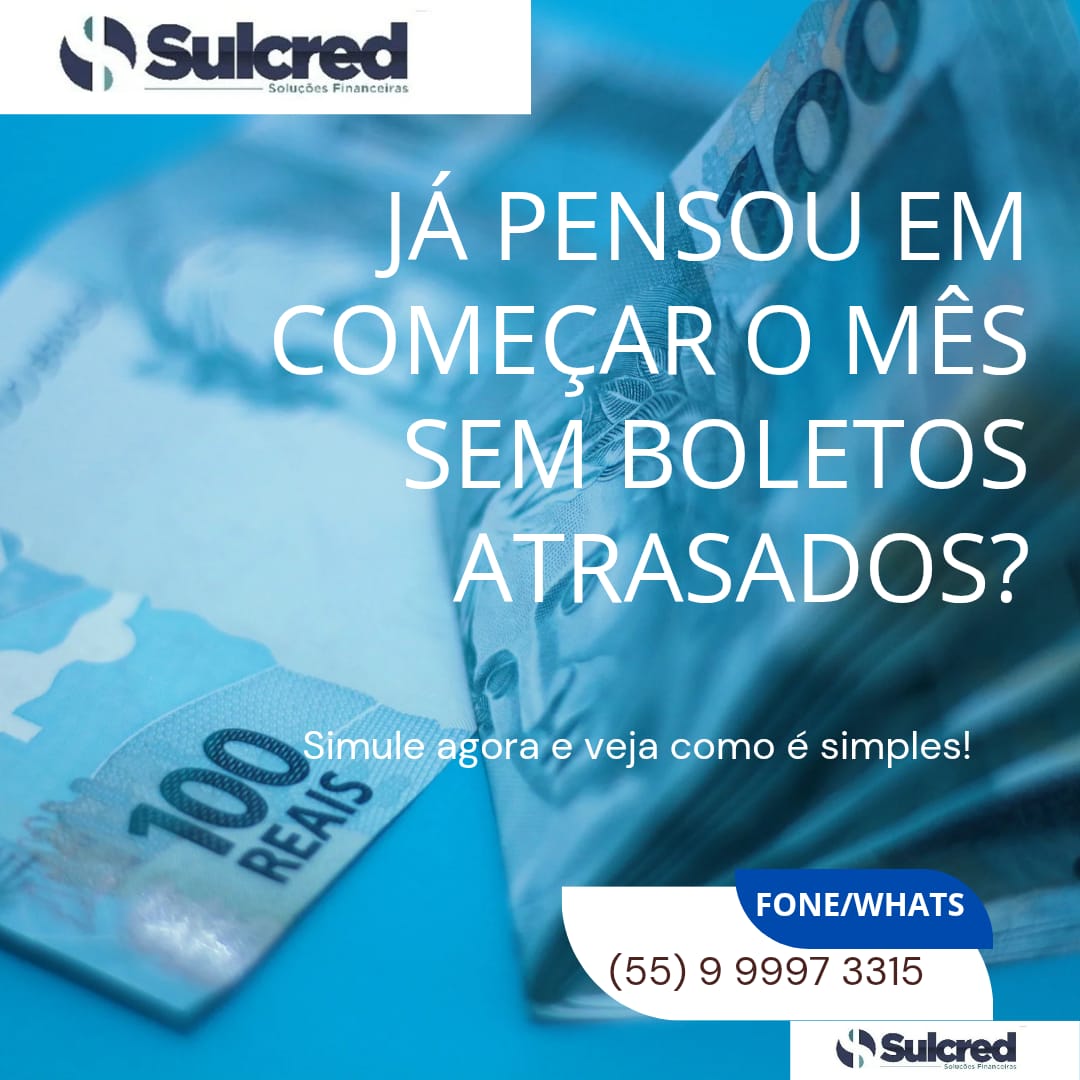 Sulcred
Soluções Financeiras
100
JÁ PENSOU EM
COMEÇAR O MÊS
SEM BOLETOS
ATRASADOS?
Simule agora e veja como é simples!
100
REAIS
FONE/WHATS
(55) 9 9997 3315
Sulcred
Soluções Financeiras